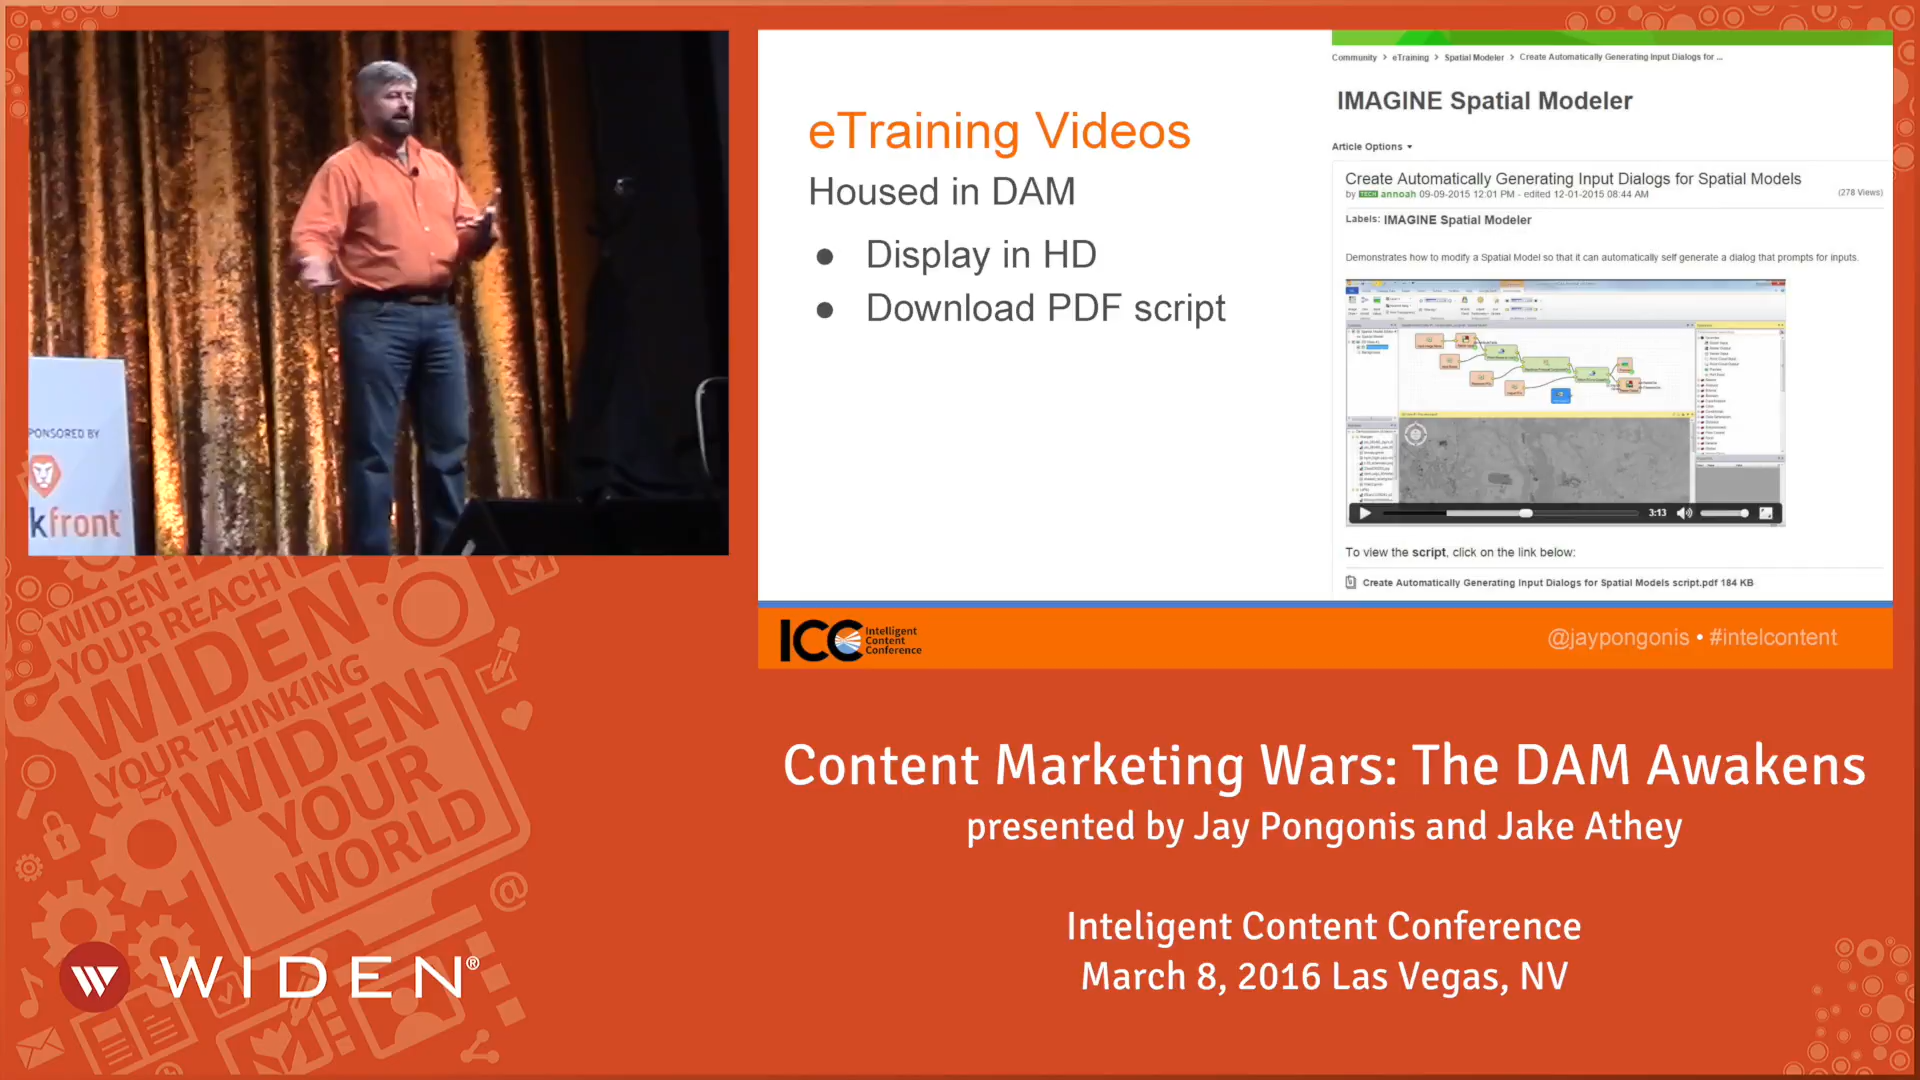 PONSORED BY
kfront
eTraining Videos
Housed in DAM
● Display in HD
● Download PDF script
Community > eTraining > Spatial Modeler > Create Automatically Generating Input Dialogs for ...
IMAGINE Spatial Modeler
Article Options
Create Automatically Generating Input Dialogs for Spatial Models
by TECH annoah 09-09-2015 12:01 PM - edited 12-01-2015 08:44 AM
(278 Views)
Labels: IMAGINE Spatial Modeler
Demonstrates how to modify a Spatial Model so that it can automatically self generate a dialog that prompts for inputs.
3:13
To view the script, click on the link below:
Create Automatically Generating Input Dialogs for Spatial Models script.pdf 184 KB
ICC Intelligent
Content
Conference
@jaypongonis • #intelcontent
WIDEN
YOUR REACH
WIDEN
YOUR THINKING
WIDEN
YOUR
WORLD
Content Marketing Wars: The DAM Awakens
presented by Jay Pongonis and Jake Athey
Inteligent Content Conference
March 8, 2016 Las Vegas, NV
WIDEN®